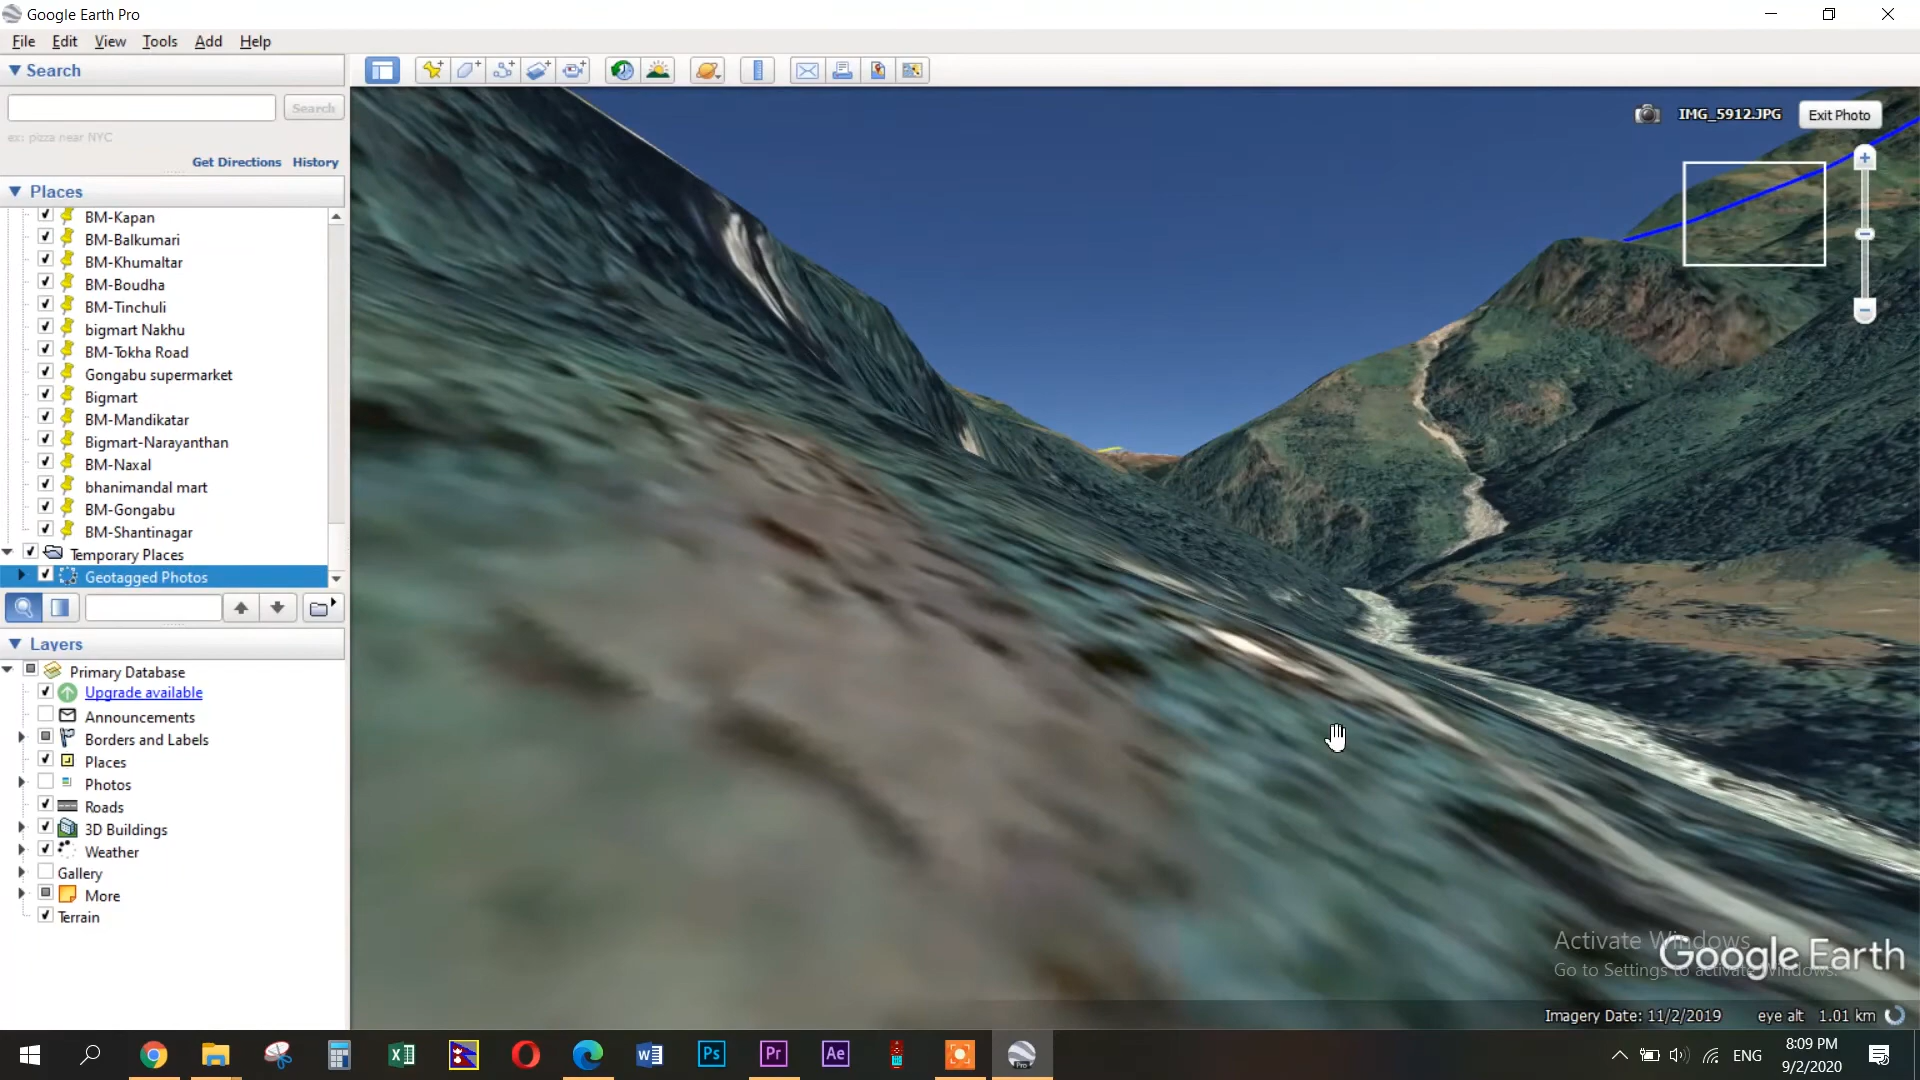 Google Earth Pro
File Edit View Tools Add Help
Search
Search
ex: pizza near NYC
Get Directions History
Places
BM-Kapan
BM-Balkumari
BM-Khumaltar
BM-Boudha
BM-Tinchuli
bigmart Nakhu
BM-Tokha Road
Gongabu supermarket
Bigmart
BM-Mandikatar
Bigmart-Narayanthan
BM-Naxal
bhanimandal mart
BM-Gongabu
BM-Shantinagar
Temporary Places
Geotagged Photos
Layers
Primary Database
Upgrade available
Announcements
Borders and Labels
Places
Photos
Roads
3D Buildings
Weather
Gallery
More
Terrain
IMG_5912.JPG Exit Photo
Activate Windows
Go to Settings to activate Windows.
Google Earth
Imagery Date: 11/2/2019 eye alt 1.01 km
Ps Pr Ae
Pro
ENG
8:09 PM
9/2/2020